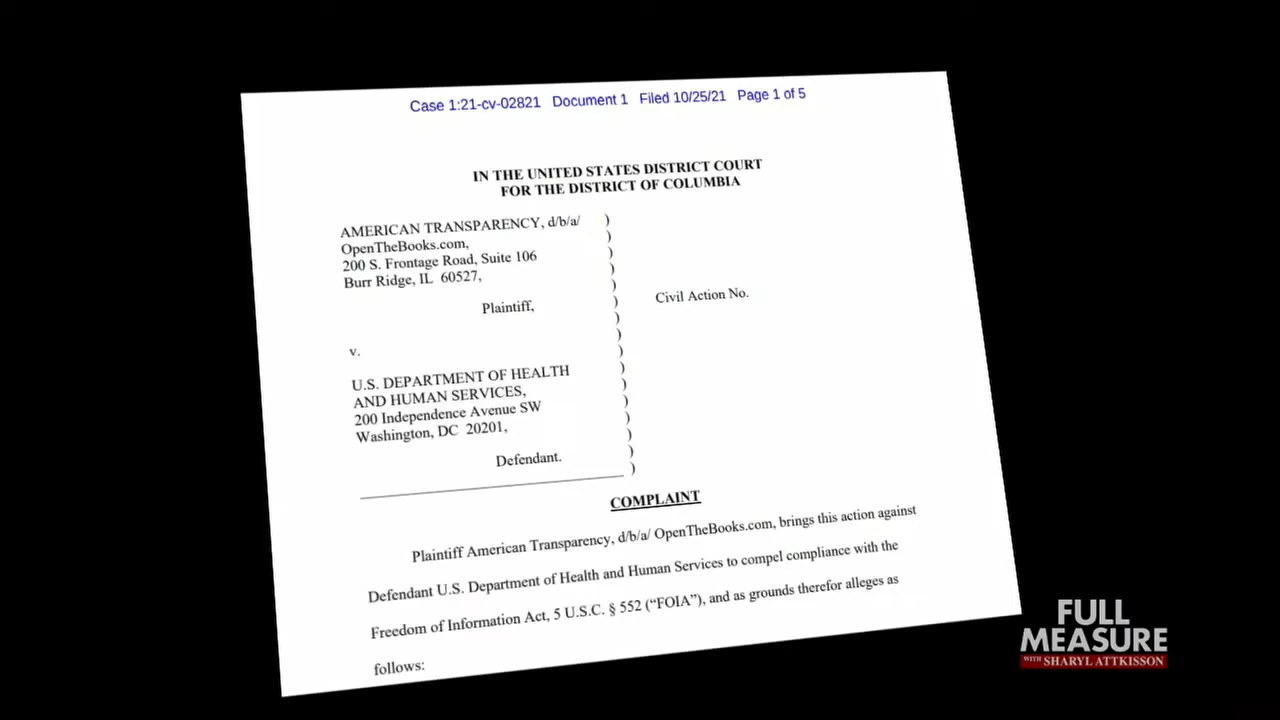 Case 1:21-cv-02821 Document 1 Filed 10/25/21 Page 1 of 5
IN THE UNITED STATES DISTRICT COURT
FOR THE DISTRICT OF COLUMBIA
AMERICAN TRANSPARENCY, d/b/a/ )
OpenTheBooks.com, )
200 S. Frontage Road, Suite 106 )
Burr Ridge, IL 60527, )
)
Plaintiff, ) Civil Action No.
)
)
v. )
)
U.S. DEPARTMENT OF HEALTH )
AND HUMAN SERVICES, )
200 Independence Avenue SW )
Washington, DC 20201, )
)
Defendant. )
)
COMPLAINT
Plaintiff American Transparency, d/b/a/ OpenTheBooks.com, brings this action against
Defendant U.S. Department of Health and Human Services to compel compliance with the
Freedom of Information Act, 5 U.S.C. § 552 (“FOIA”), and as grounds therefor alleges as
follows:
FULL
MEASURE
WITH SHARYL ATTKISSON